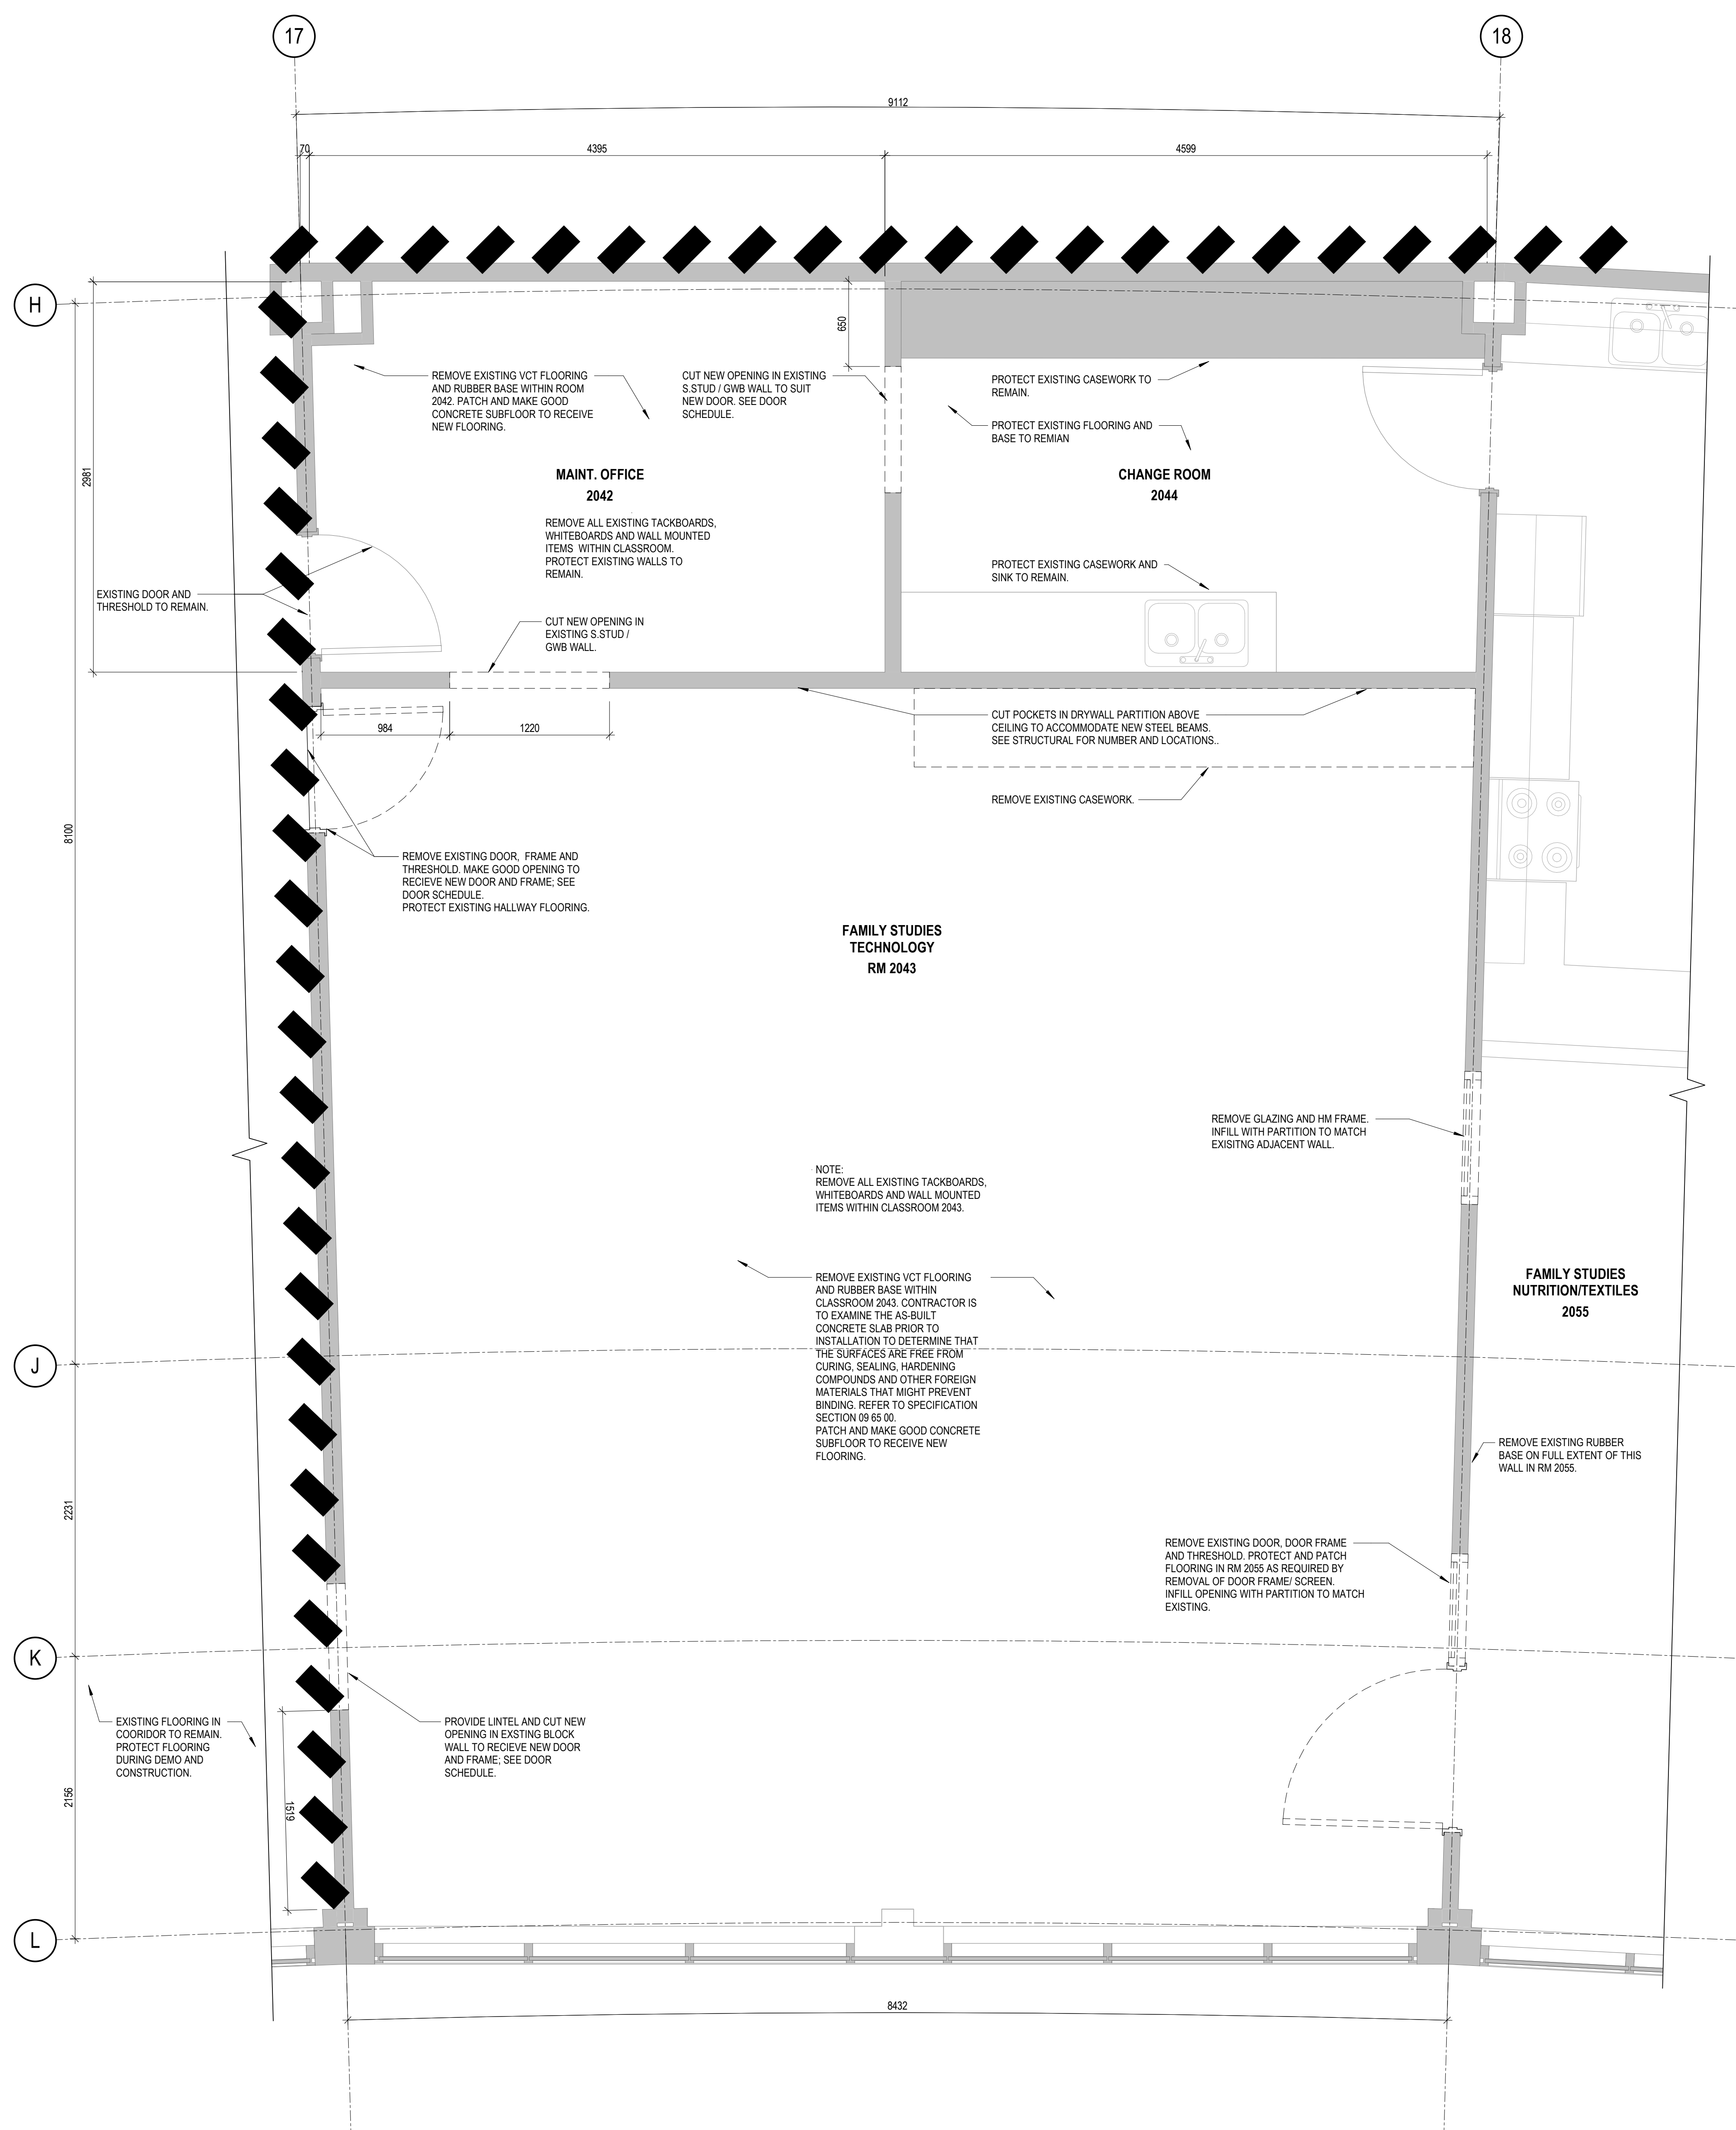 17
18
9112
70
4395
4599
H
650
2981
REMOVE EXISTING VCT FLOORING
AND RUBBER BASE WITHIN ROOM
2042. PATCH AND MAKE GOOD
CONCRETE SUBFLOOR TO RECEIVE
NEW FLOORING.
CUT NEW OPENING IN EXISTING
S.STUD / GWB WALL TO SUIT
NEW DOOR. SEE DOOR
SCHEDULE.
PROTECT EXISTING CASEWORK TO
REMAIN.
PROTECT EXISTING FLOORING AND
BASE TO REMIAN
MAINT. OFFICE
2042
CHANGE ROOM
2044
REMOVE ALL EXISTING TACKBOARDS,
WHITEBOARDS AND WALL MOUNTED
ITEMS WITHIN CLASSROOM.
PROTECT EXISTING WALLS TO
REMAIN.
PROTECT EXISTING CASEWORK AND
SINK TO REMAIN.
EXISTING DOOR AND
THRESHOLD TO REMAIN.
CUT NEW OPENING IN
EXISTING S.STUD /
GWB WALL.
984
1220
CUT POCKETS IN DRYWALL PARTITION ABOVE
CEILING TO ACCOMMODATE NEW STEEL BEAMS.
SEE STRUCTURAL FOR NUMBER AND LOCATIONS..
REMOVE EXISTING CASEWORK.
8100
REMOVE EXISTING DOOR, FRAME AND
THRESHOLD. MAKE GOOD OPENING TO
RECIEVE NEW DOOR AND FRAME; SEE
DOOR SCHEDULE.
PROTECT EXISTING HALLWAY FLOORING.
FAMILY STUDIES
TECHNOLOGY
RM 2043
REMOVE GLAZING AND HM FRAME.
INFILL WITH PARTITION TO MATCH
EXISITNG ADJACENT WALL.
NOTE:
REMOVE ALL EXISTING TACKBOARDS,
WHITEBOARDS AND WALL MOUNTED
ITEMS WITHIN CLASSROOM 2043.
FAMILY STUDIES
NUTRITION/TEXTILES
2055
REMOVE EXISTING VCT FLOORING
AND RUBBER BASE WITHIN
CLASSROOM 2043. CONTRACTOR IS
TO EXAMINE THE AS-BUILT
CONCRETE SLAB PRIOR TO
INSTALLATION TO DETERMINE THAT
THE SURFACES ARE FREE FROM
CURING, SEALING, HARDENING
COMPOUNDS AND OTHER FOREIGN
MATERIALS THAT MIGHT PREVENT
BINDING. REFER TO SPECIFICATION
SECTION 09 65 00.
PATCH AND MAKE GOOD CONCRETE
SUBFLOOR TO RECEIVE NEW
FLOORING.
J
REMOVE EXISTING RUBBER
BASE ON FULL EXTENT OF THIS
WALL IN RM 2055.
2231
REMOVE EXISTING DOOR, DOOR FRAME
AND THRESHOLD. PROTECT AND PATCH
FLOORING IN RM 2055 AS REQUIRED BY
REMOVAL OF DOOR FRAME/ SCREEN.
INFILL OPENING WITH PARTITION TO MATCH
EXISTING.
K
EXISTING FLOORING IN
COORIDOR TO REMAIN.
PROTECT FLOORING
DURING DEMO AND
CONSTRUCTION.
PROVIDE LINTEL AND CUT NEW
OPENING IN EXSTING BLOCK
WALL TO RECIEVE NEW DOOR
AND FRAME; SEE DOOR
SCHEDULE.
2156
1519
L
8432